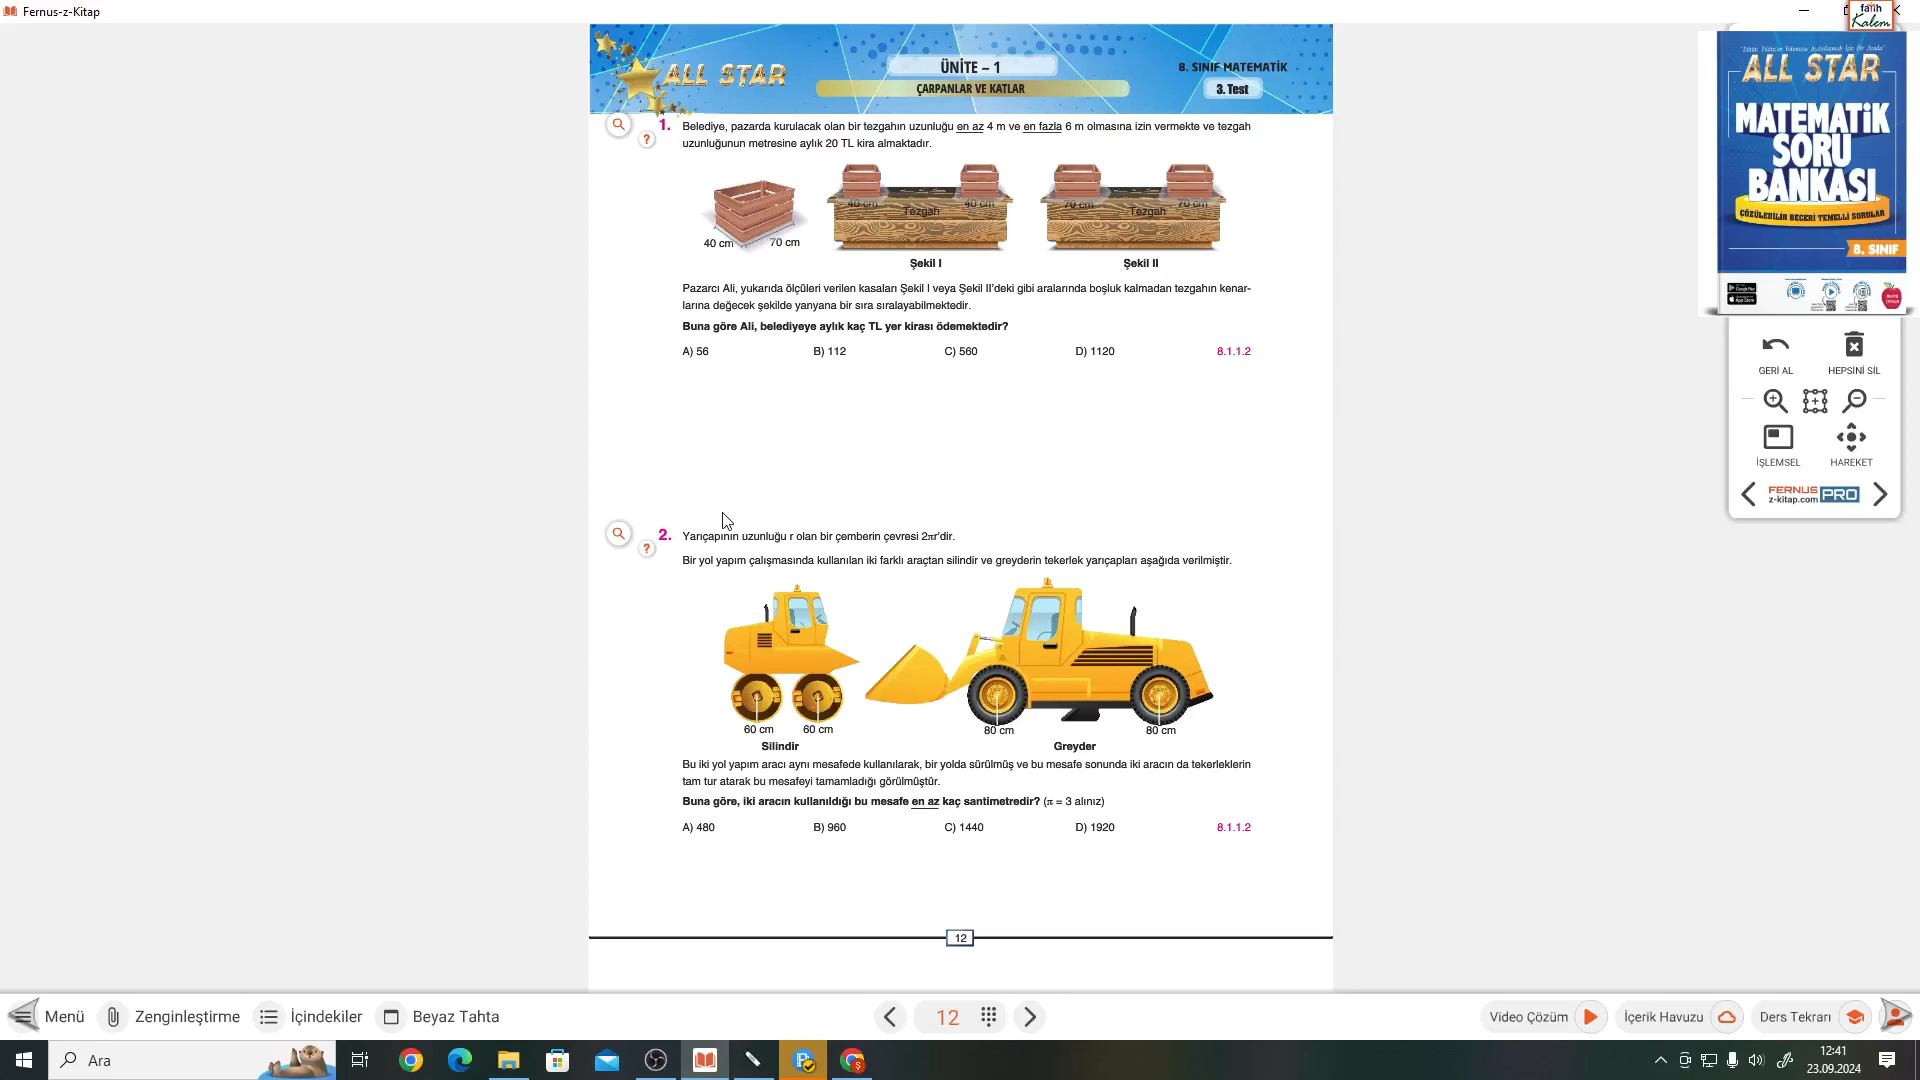 Fernus-z-Kitap
fatih
Kalem
ALL STAR
ÜNİTE – 1
ÇARPANLAR VE KATLAR
8. SINIF MATEMATİK
3. Test
1. Belediye, pazarda kurulacak olan bir tezgahın uzunluğu en az 4 m ve en fazla 6 m olmasına izin vermekte ve tezgah
uzunluğunun metresine aylık 20 TL kira almaktadır.
40 cm 70 cm
40 cm Tezgah 40 cm
70 cm Tezgah 70 cm
Şekil I
Şekil II
Pazarcı Ali, yukarıda ölçüleri verilen kasaları Şekil I veya Şekil II'deki gibi aralarında boşluk kalmadan tezgahın kenar-
larına değecek şekilde yanyana bir sıra sıralayabilmektedir.
Buna göre Ali, belediyeye aylık kaç TL yer kirası ödemektedir?
A) 56 B) 112 C) 560 D) 1120 8.1.1.2
2. Yarıçapının uzunluğu r olan bir çemberin çevresi 2πr'dir.
Bir yol yapım çalışmasında kullanılan iki farklı araçtan silindir ve greyderin tekerlek yarıçapları aşağıda verilmiştir.
60 cm 60 cm
80 cm 80 cm
Silindir
Greyder
Bu iki yol yapım aracı aynı mesafede kullanılarak, bir yolda sürülmüş ve bu mesafe sonunda iki aracın da tekerleklerin
tam tur atarak bu mesafeyi tamamladığı görülmüştür.
Buna göre, iki aracın kullanıldığı bu mesafe en az kaç santimetredir? (π = 3 alınız)
A) 480 B) 960 C) 1440 D) 1920 8.1.1.2
12
ALL STAR
MATEMATİK
SORU
BANKASI
ÇÖZÜLEBİLİR BECERİ TEMELLİ SORULAR
8. SINIF
GERİ AL HEPSİNİ SİL
İŞLEMSEL HAREKET
FERNUS
z-kitap.com PRO
Menü Zenginleştirme İçindekiler Beyaz Tahta 12 Video Çözüm İçerik Havuzu Ders Tekrarı
Ara
12:41
23.09.2024